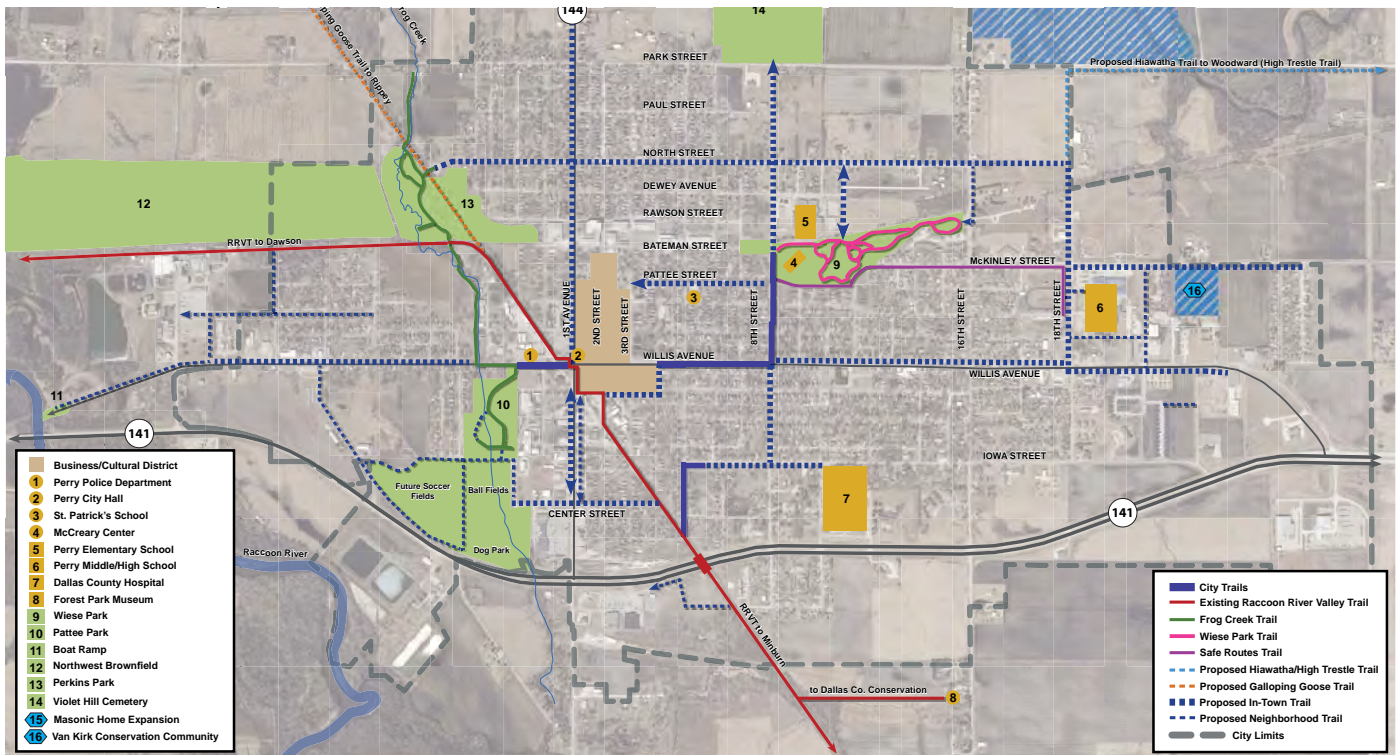 144
14
ping Goose Trail to Rippey
rog Creek
PARK STREET
Proposed Hiawatha Trail to Woodward (High Trestle Trail)
PAUL STREET
NORTH STREET
DEWEY AVENUE
12
13
RAWSON STREET
5
RRVT to Dawson
BATEMAN STREET
4
9
McKINLEY STREET
PATTEE STREET
3
16
6
1ST AVENUE
2ND STREET
3RD STREET
8TH STREET
16TH STREET
18TH STREET
1
2
WILLIS AVENUE
WILLIS AVENUE
11
10
141
IOWA STREET
Future Soccer
Fields
Ball Fields
7
CENTER STREET
141
Dog Park
Raccoon River
RRVT to Minburn
to Dallas Co. Conservation
8
Business/Cultural District
1 Perry Police Department
2 Perry City Hall
3 St. Patrick's School
4 McCreary Center
5 Perry Elementary School
6 Perry Middle/High School
7 Dallas County Hospital
8 Forest Park Museum
9 Wiese Park
10 Pattee Park
11 Boat Ramp
12 Northwest Brownfield
13 Perkins Park
14 Violet Hill Cemetery
15 Masonic Home Expansion
16 Van Kirk Conservation Community
City Trails
Existing Raccoon River Valley Trail
Frog Creek Trail
Wiese Park Trail
Safe Routes Trail
Proposed Hiawatha/High Trestle Trail
Proposed Galloping Goose Trail
Proposed In-Town Trail
Proposed Neighborhood Trail
City Limits